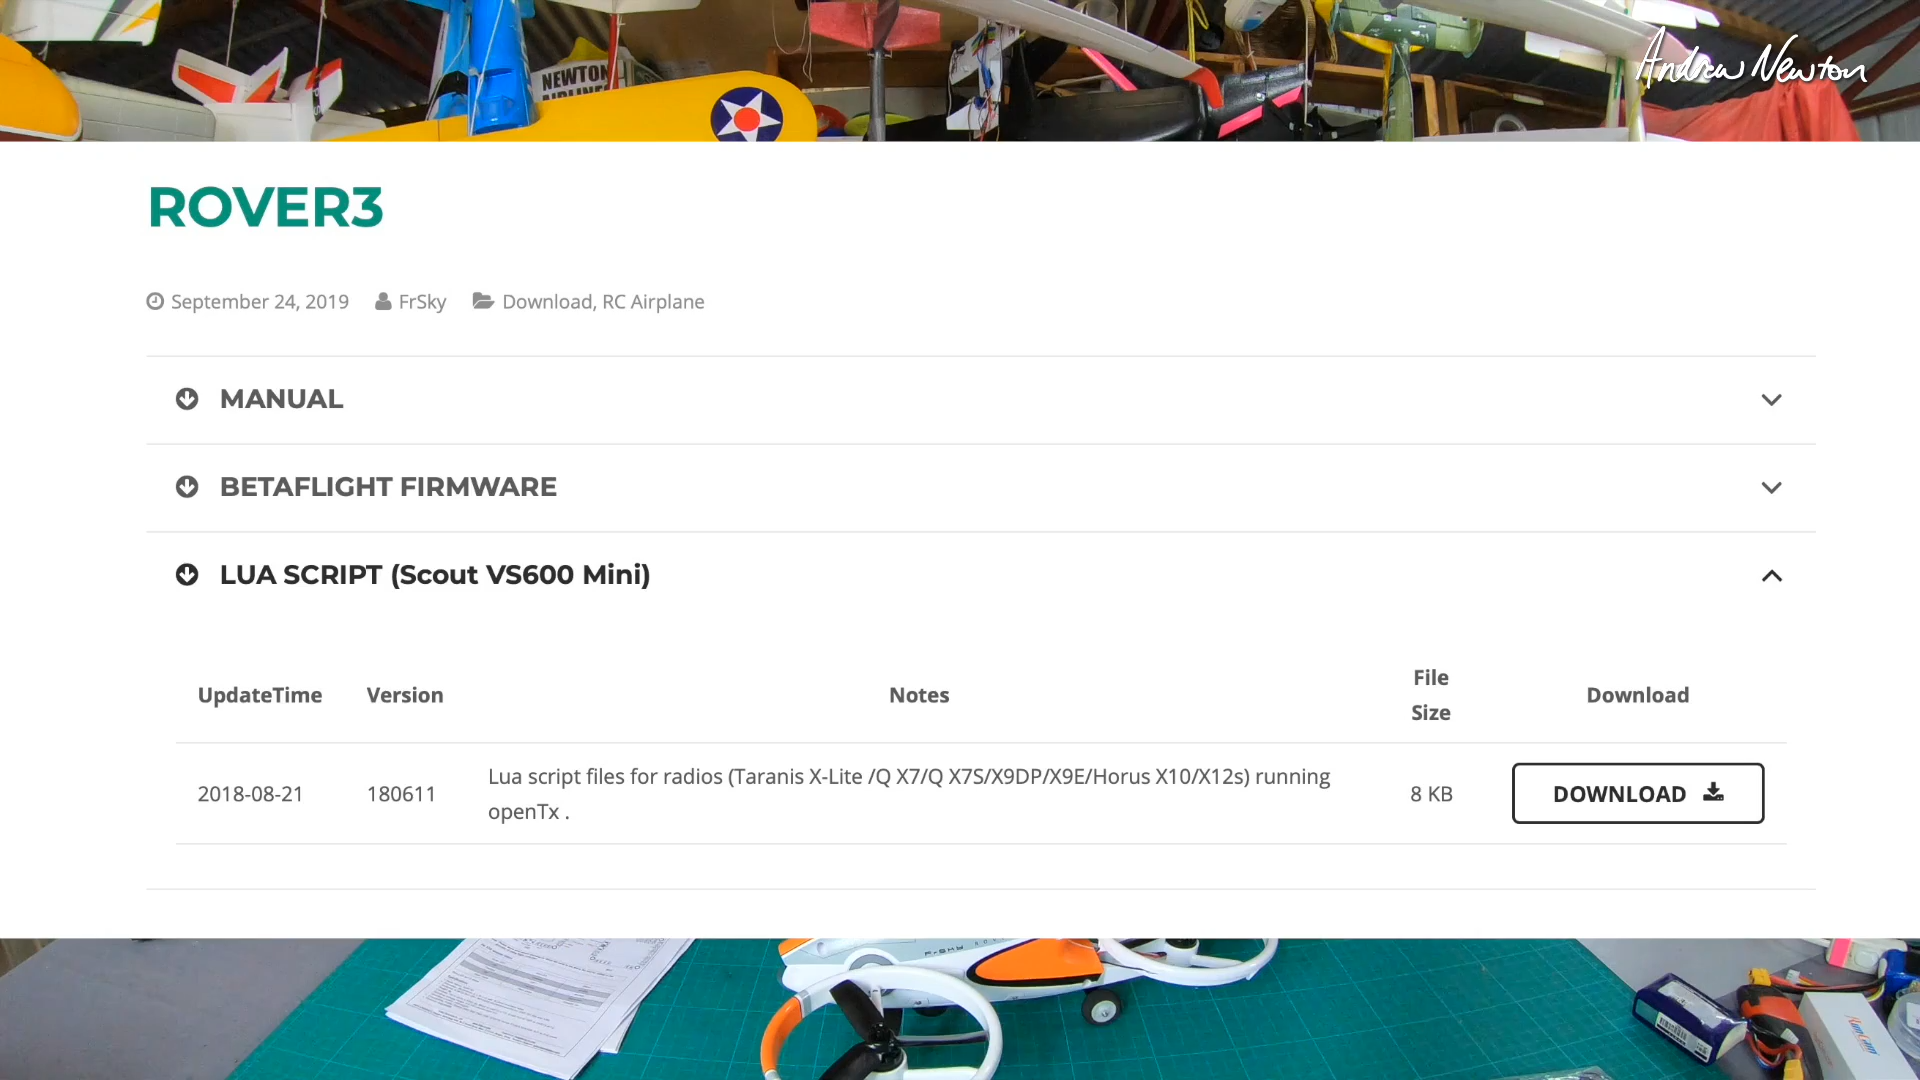 NEWTON
Andrew Newton
ROVER3
September 24, 2019 FrSky Download, RC Airplane
MANUAL
BETAFLIGHT FIRMWARE
LUA SCRIPT (Scout VS600 Mini)
UpdateTime Version Notes File Size Download
2018-08-21 180611 Lua script files for radios (Taranis X-Lite /Q X7/Q X7S/X9DP/X9E/Horus X10/X12s) running
openTx . 8 KB DOWNLOAD